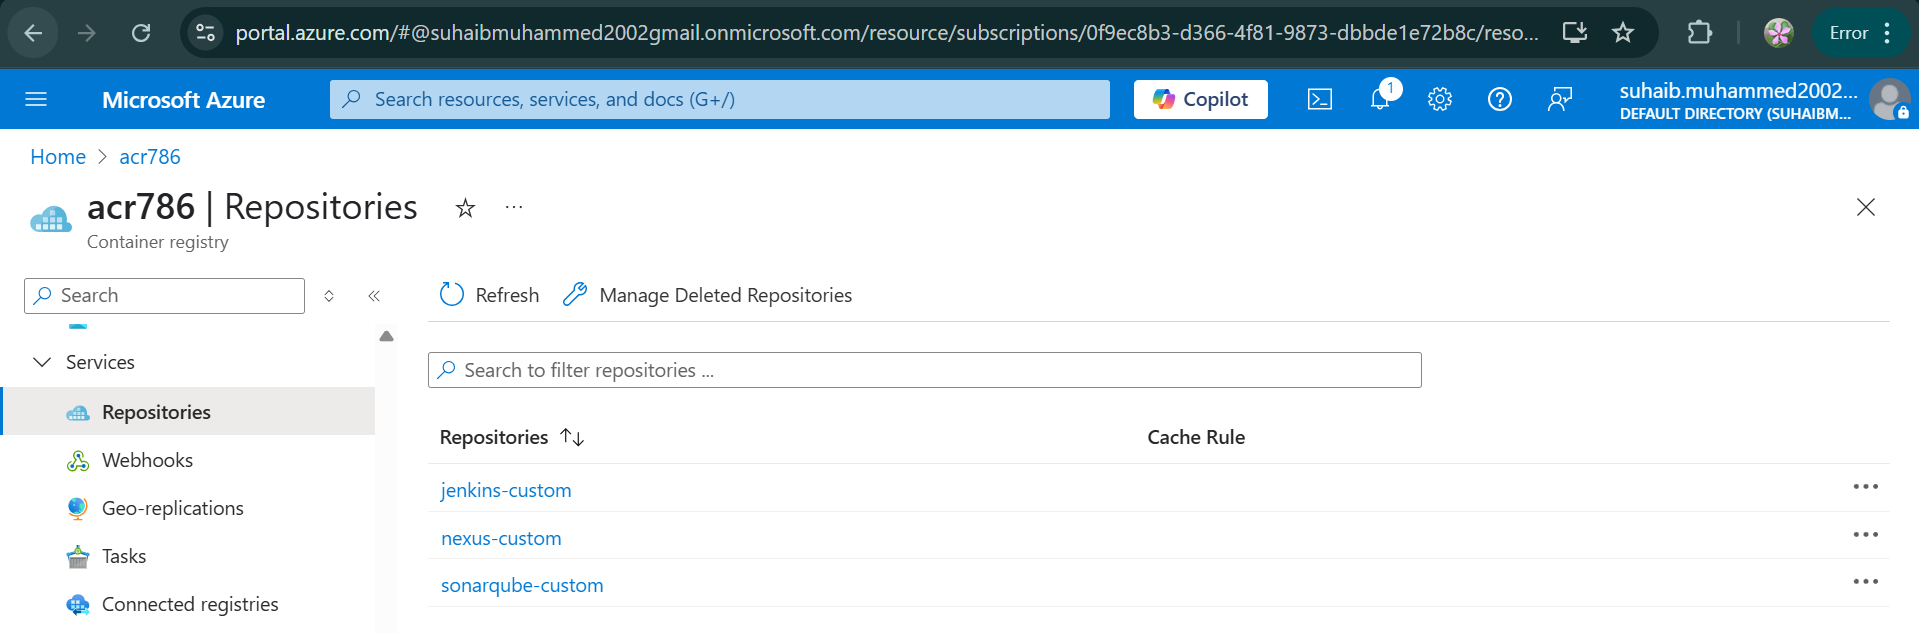 portal.azure.com/#@suhaibmuhammed2002gmail.onmicrosoft.com/resource/subscriptions/0f9ec8b3-d366-4f81-9873-dbbde1e72b8c/reso...
Error
Microsoft Azure
Search resources, services, and docs (G+/)
Copilot
1
suhaib.muhammed2002...
DEFAULT DIRECTORY (SUHAIBM...
Home > acr786
acr786 | Repositories
...
Container registry
Search
Refresh
Manage Deleted Repositories
Services
Search to filter repositories ...
Repositories
Webhooks
Geo-replications
Tasks
Connected registries
Repositories
Cache Rule
jenkins-custom
nexus-custom
sonarqube-custom